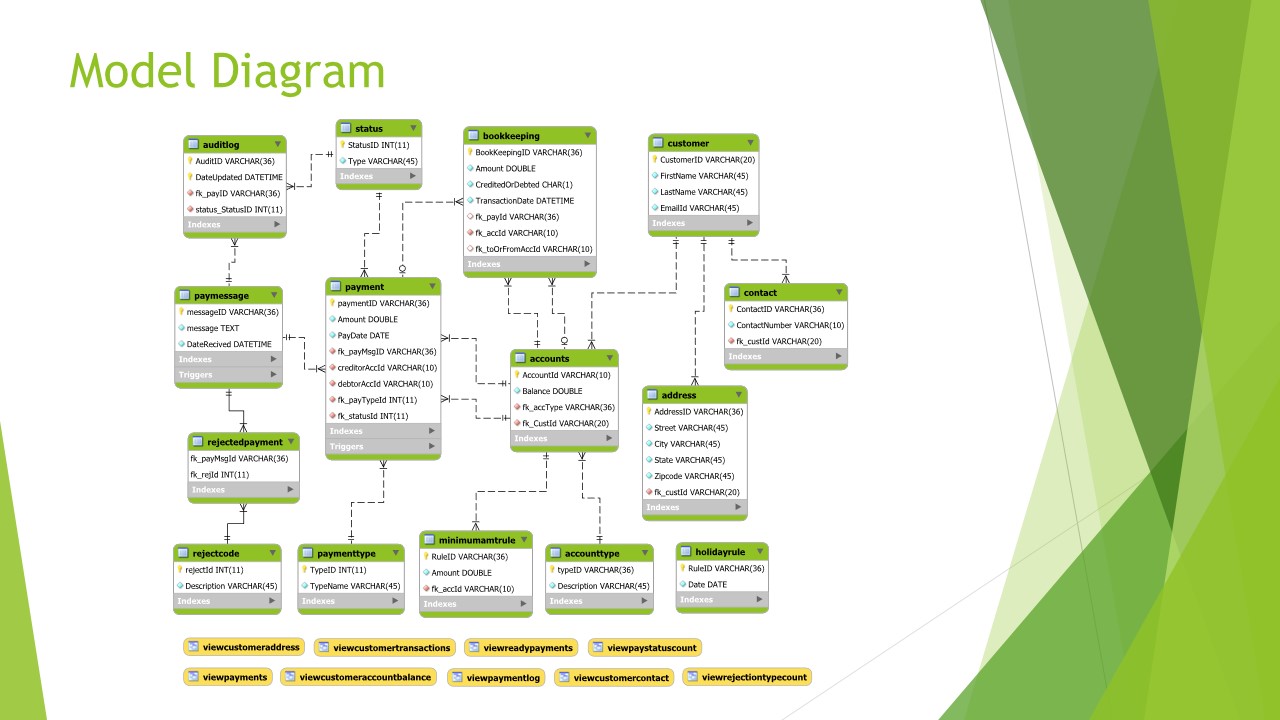 Model Diagram
auditlog
AuditID VARCHAR(36)
DateUpdated DATETIME
fk_payID VARCHAR(36)
status_StatusID INT(11)
Indexes
status
StatusID INT(11)
Type VARCHAR(45)
Indexes
bookkeeping
BookKeepingID VARCHAR(36)
Amount DOUBLE
CreditedOrDebted CHAR(1)
TransactionDate DATETIME
fk_payId VARCHAR(36)
fk_accId VARCHAR(10)
fk_toOrFromAccId VARCHAR(10)
Indexes
customer
CustomerID VARCHAR(20)
FirstName VARCHAR(45)
LastName VARCHAR(45)
EmailId VARCHAR(45)
Indexes
paymessage
messageID VARCHAR(36)
message TEXT
DateRecived DATETIME
Indexes
Triggers
payment
paymentID VARCHAR(36)
Amount DOUBLE
PayDate DATE
fk_payMsgID VARCHAR(36)
creditorAccId VARCHAR(10)
debtorAccId VARCHAR(10)
fk_payTypeId INT(11)
fk_statusId INT(11)
Indexes
Triggers
contact
ContactID VARCHAR(36)
ContactNumber VARCHAR(10)
fk_custId VARCHAR(20)
Indexes
accounts
AccountId VARCHAR(10)
Balance DOUBLE
fk_accType VARCHAR(36)
fk_CustId VARCHAR(20)
Indexes
address
AddressID VARCHAR(36)
Street VARCHAR(45)
City VARCHAR(45)
State VARCHAR(45)
Zipcode VARCHAR(45)
fk_custId VARCHAR(20)
Indexes
rejectedpayment
fk_payMsgId VARCHAR(36)
fk_rejId INT(11)
Indexes
rejectcode
rejectId INT(11)
Description VARCHAR(45)
Indexes
paymenttype
TypeID INT(11)
TypeName VARCHAR(45)
Indexes
minimumamtrule
RuleID VARCHAR(36)
Amount DOUBLE
fk_accId VARCHAR(10)
Indexes
accounttype
typeID VARCHAR(36)
Description VARCHAR(45)
Indexes
holidayrule
RuleID VARCHAR(36)
Date DATE
Indexes
viewcustomeraddress
viewcustomertransactions
viewreadypayments
viewpaystatuscount
viewpayments
viewcustomeraccountbalance
viewpaymentlog
viewcustomercontact
viewrejectiontypecount